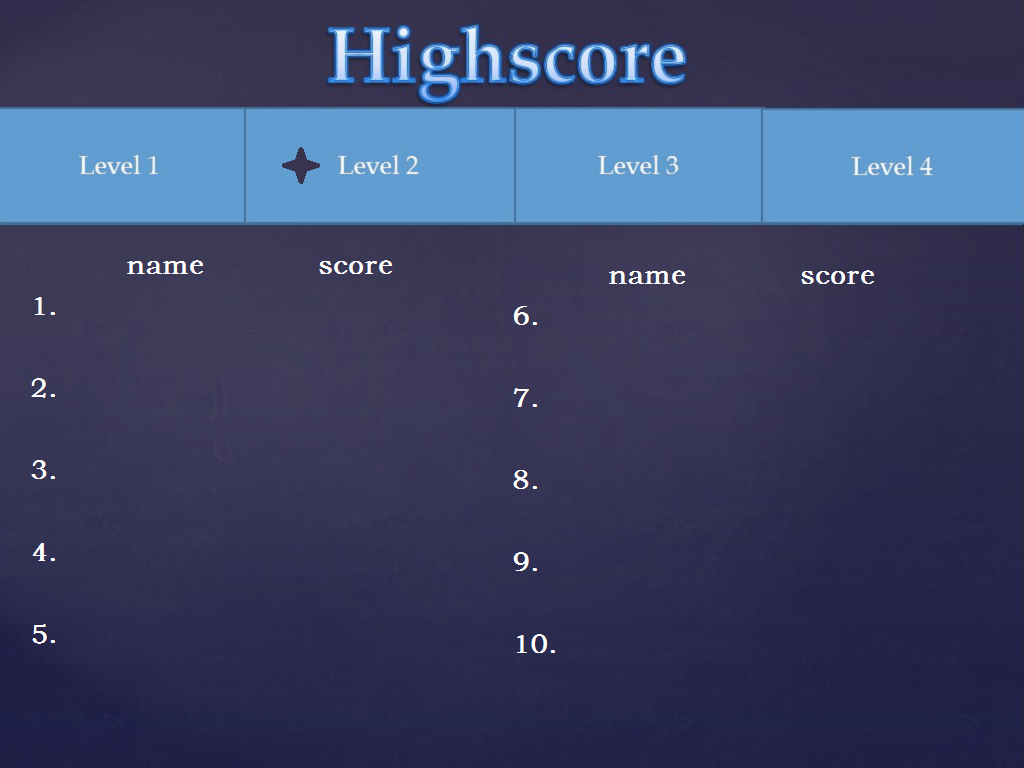 Highscore
Level 1
Level 2
Level 3
Level 4
name score
1.
2.
3.
4.
5.
name score
6.
7.
8.
9.
10.